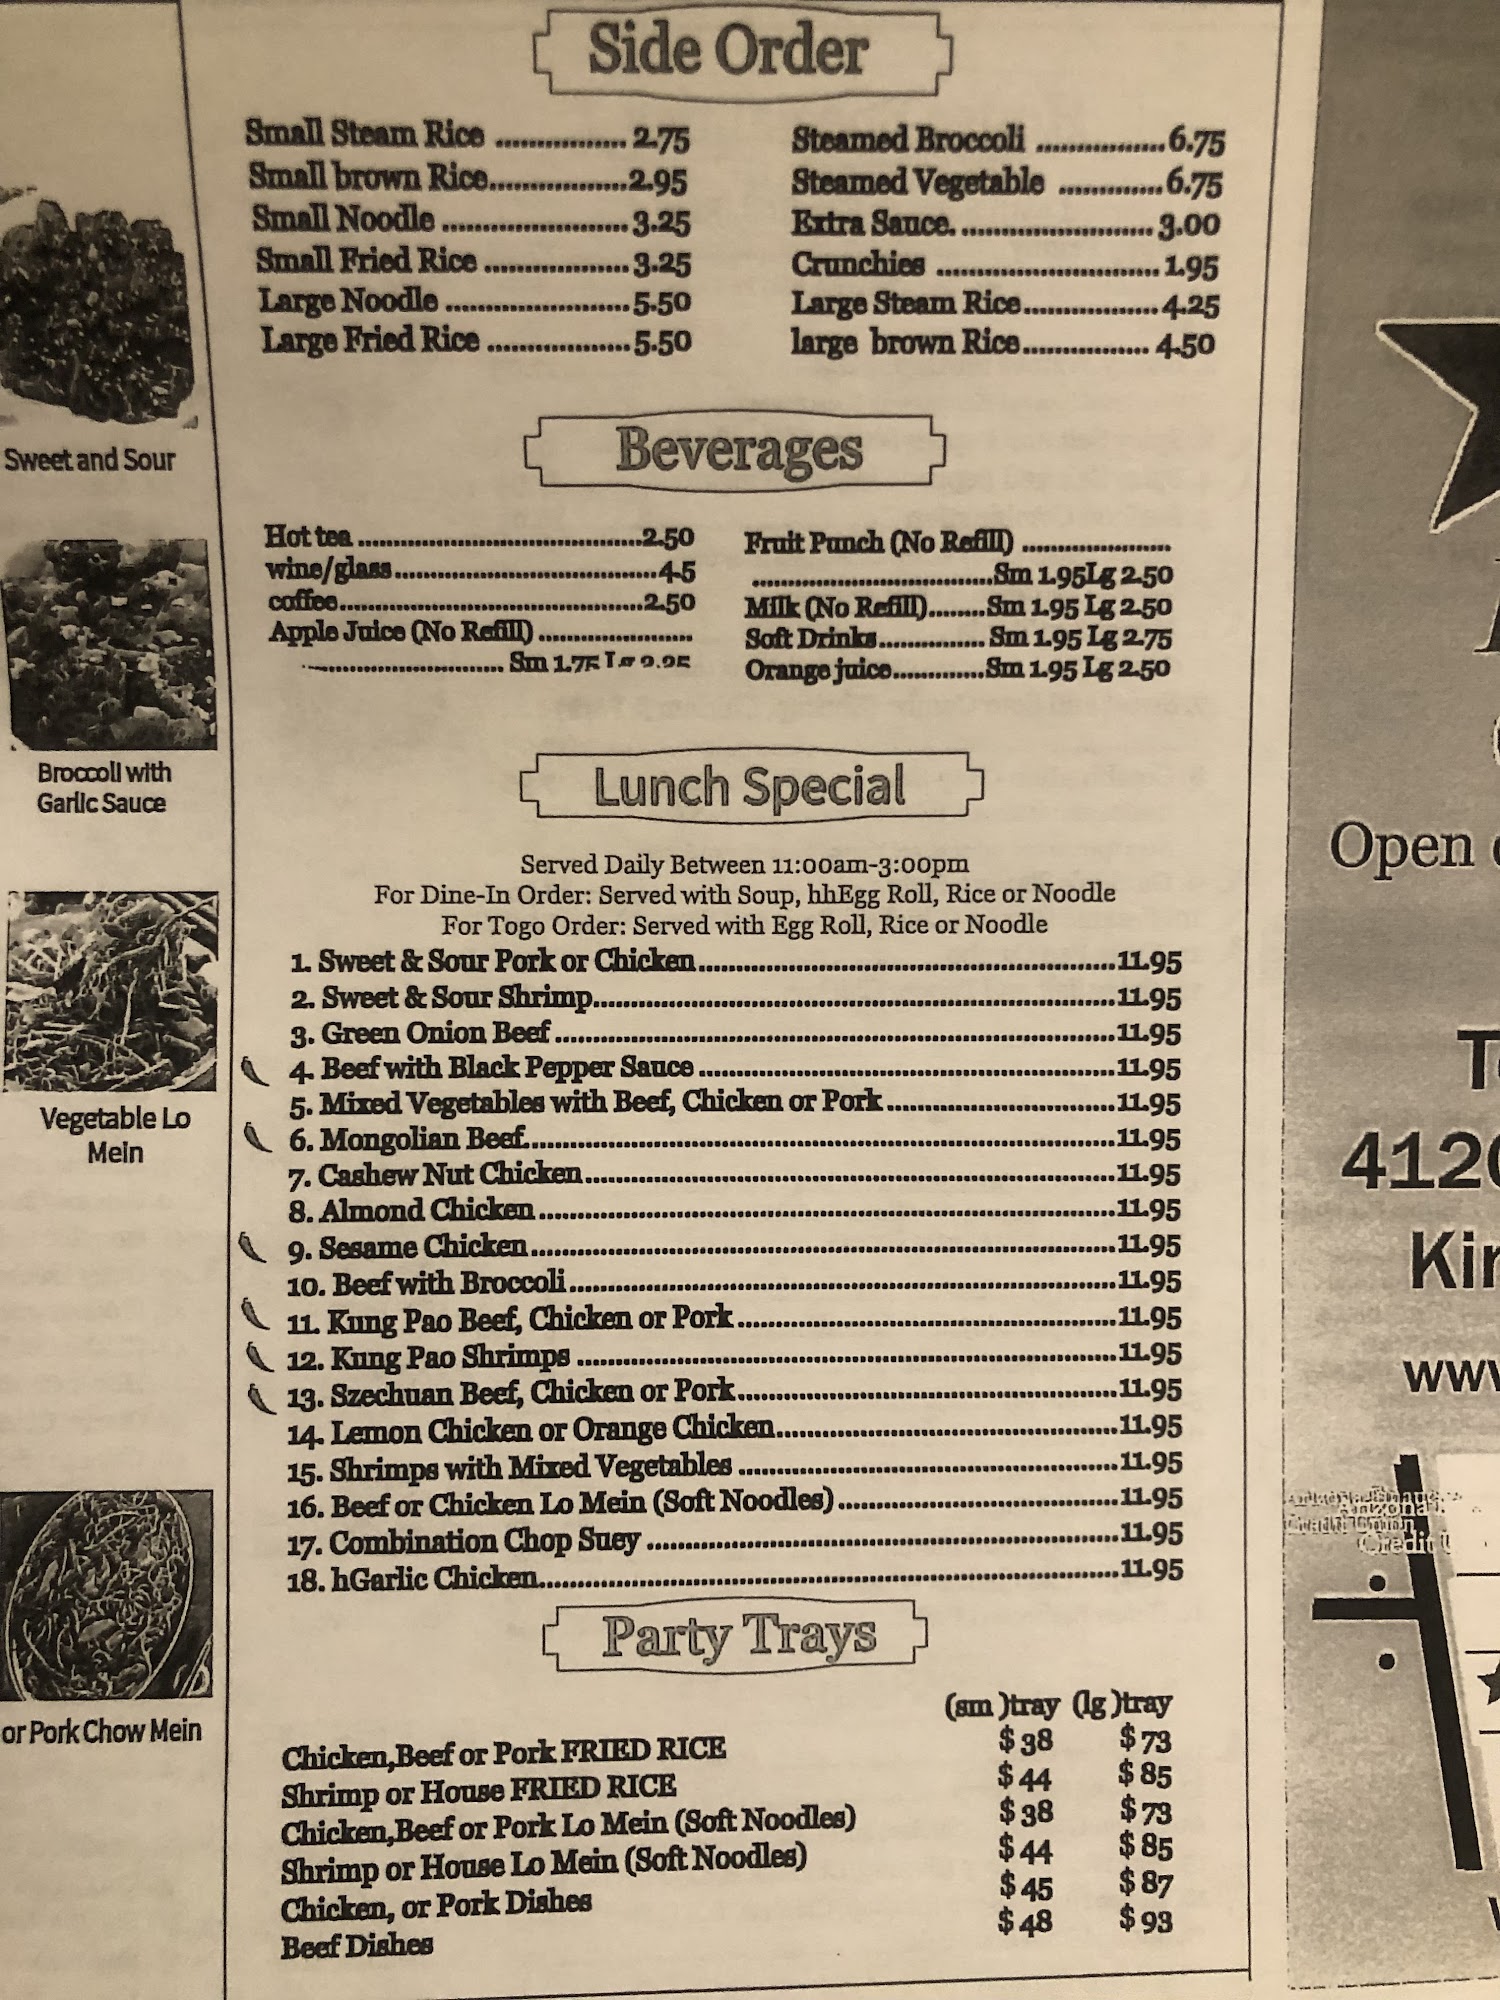 Side Order
Small Steam Rice ................ 2.75
Small brown Rice.................2.95
Small Noodle ....................... 3.25
Small Fried Rice .................. 3.25
Large Noodle ....................... 5.50
Large Fried Rice .................. 5.50
Steamed Broccoli ................ 6.75
Steamed Vegetable ............. 6.75
Extra Sauce. ........................ 3.00
Crunchies ............................ 1.95
Large Steam Rice................. 4.25
large brown Rice................ 4.50
Beverages
Hot tea ........................................2.50
wine/glass.....................................4.5
coffee...........................................2.50
Apple Juice (No Refill) ......................
............................ Sm 1.75
Fruit Punch (No Refill) .....................
..................................Sm 1.95Lg 2.50
Milk (No Refill)........Sm 1.95 Lg 2.50
Soft Drinks............... Sm 1.95 Lg 2.75
Orange juice.............Sm 1.95 Lg 2.50
Lunch Special
Served Daily Between 11:00am-3:00pm
For Dine-In Order: Served with Soup, hhEgg Roll, Rice or Noodle
For Togo Order: Served with Egg Roll, Rice or Noodle
1. Sweet & Sour Pork or Chicken............................................................11.95
2. Sweet & Sour Shrimp...........................................................................11.95
3. Green Onion Beef ................................................................................11.95
4. Beef with Black Pepper Sauce ............................................................11.95
5. Mixed Vegetables with Beef, Chicken or Pork.................................11.95
6. Mongolian Beef....................................................................................11.95
7. Cashew Nut Chicken............................................................................11.95
8. Almond Chicken...................................................................................11.95
9. Sesame Chicken....................................................................................11.95
10. Beef with Broccoli..............................................................................11.95
11. Kung Pao Beef, Chicken or Pork.......................................................11.95
12. Kung Pao Shrimps .............................................................................11.95
13. Szechuan Beef, Chicken or Pork.......................................................11.95
14. Lemon Chicken or Orange Chicken.................................................11.95
15. Shrimps with Mixed Vegetables .......................................................11.95
16. Beef or Chicken Lo Mein (Soft Noodles)........................................11.95
17. Combination Chop Suey ....................................................................11.95
18. hGarlic Chicken...................................................................................11.95
Party Trays
(sm )tray (lg )tray
Chicken,Beef or Pork FRIED RICE $ 38 $ 73
Shrimp or House FRIED RICE $ 44 $ 85
Chicken,Beef or Pork Lo Mein (Soft Noodles) $ 38 $ 73
Shrimp or House Lo Mein (Soft Noodles) $ 44 $ 85
Chicken, or Pork Dishes $ 45 $ 87
Beef Dishes $ 48 $ 93
Sweet and Sour
Broccoli with
Garlic Sauce
Vegetable Lo
Mein
or Pork Chow Mein
Open
412
Kin
www
Arizona
Credit